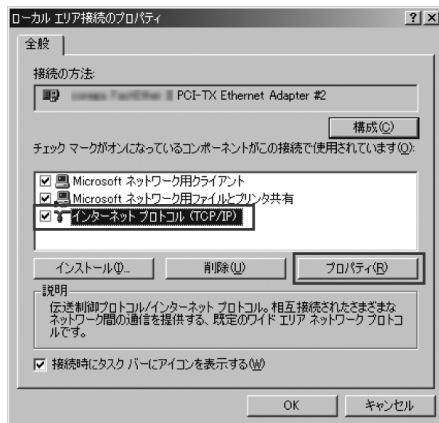 ローカル エリア接続のプロパティ
全般
接続の方法:
PCI-TX Ethernet Adapter #2
構成(C)
チェック マークがオンになっているコンポーネントがこの接続で使用されています(O):
Microsoft ネットワーク用クライアント
Microsoft ネットワーク用ファイルとプリンタ共有
インターネット プロトコル (TCP/IP)
インストール(I)...
削除(U)
プロパティ(R)
説明
伝送制御プロトコル/インターネット プロトコル。相互接続されたさまざまな
ネットワーク間の通信を提供する、既定のワイド エリア ネットワーク プロトコ
ルです。
接続時にタスク バーにアイコンを表示する(W)
OK
キャンセル